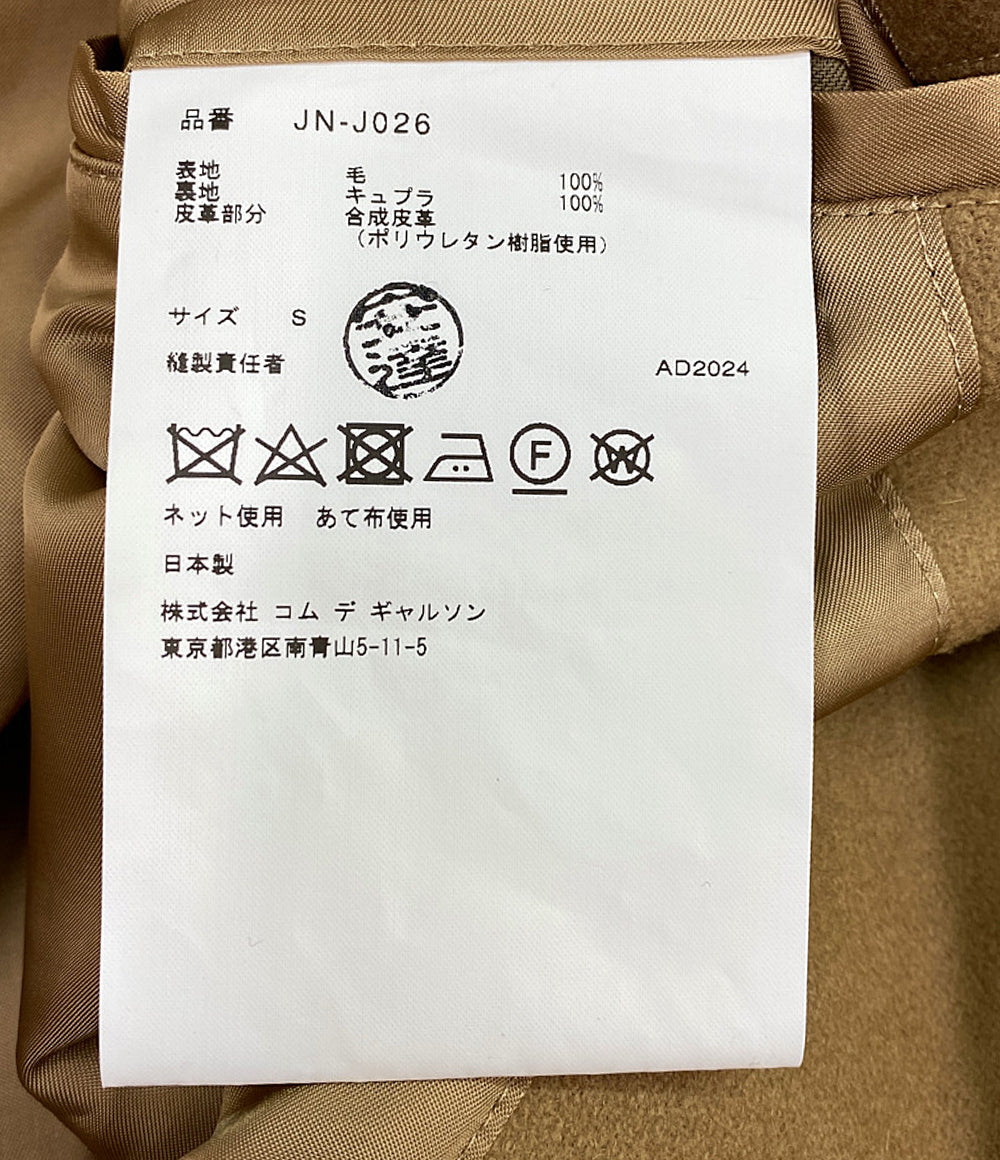 品番 JN-J026
表地 毛 100%
裏地 キュプラ 100%
皮革部分 合成皮革
(ポリウレタン樹脂使用)
サイズ S
縫製責任者
AD2024
F
W
ネット使用 あて布使用
日本製
株式会社 コム デ ギャルソン
東京都港区南青山5-11-5